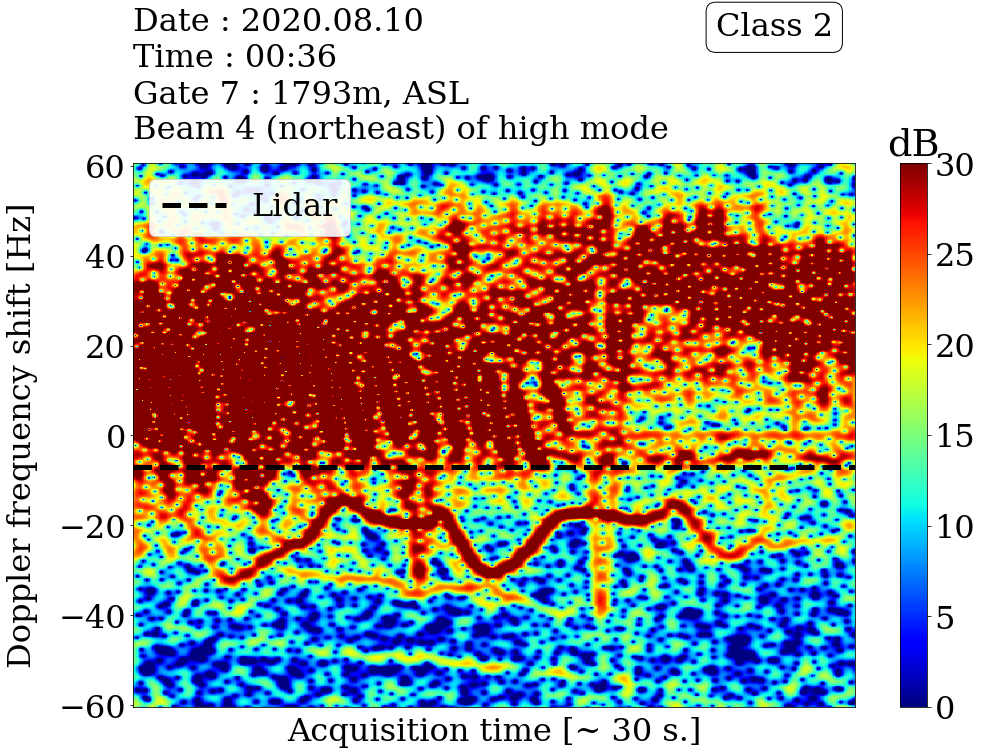 Date : 2020.08.10
Time : 00:36
Gate 7 : 1793m, ASL
Beam 4 (northeast) of high mode
Class 2
dB
Lidar
Doppler frequency shift [Hz]
60
40
20
0
−20
−40
−60
30
25
20
15
10
5
0
Acquisition time [~ 30 s.]